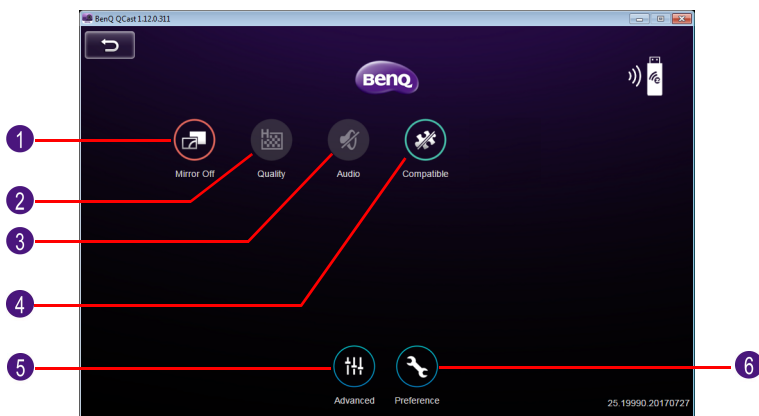 BenQ QCast 1.12.0.311
BenQ
e
1
Mirror Off
H
Quality
Audio
Compatible
2
3
4
5
6
Advanced
Preference
25.19990.20170727